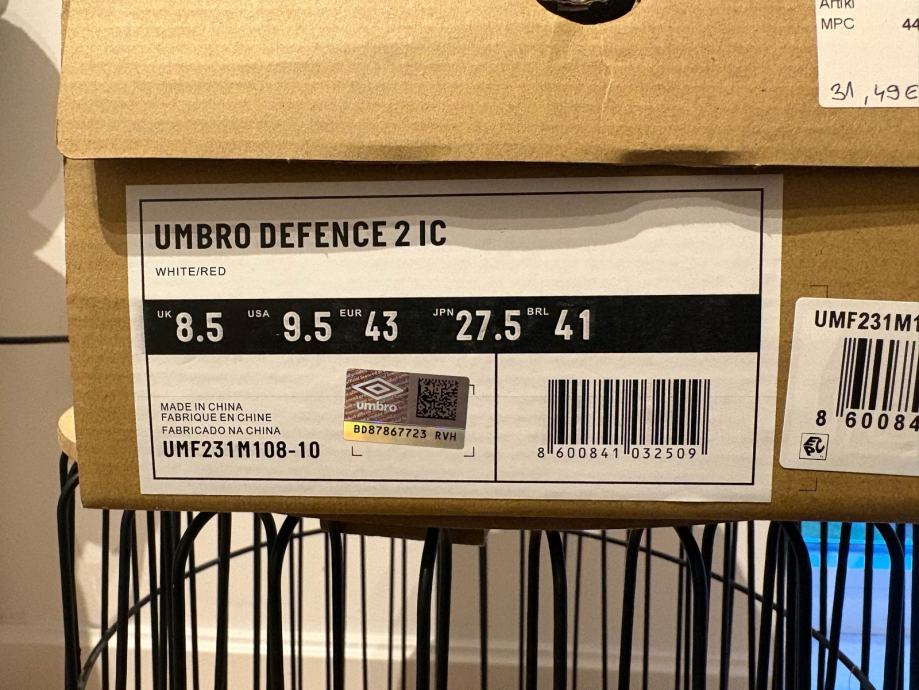 MPC 44
31,49€
UMBRO DEFENCE 2 IC
WHITE/RED
UK 8.5 USA 9.5 EUR 43 JPN 27.5 BRL 41
MADE IN CHINA
FABRIQUE EN CHINE
FABRICADO NA CHINA
UMF231M108-10
umbro
BD87867723 RVH
8 600841 032509
UMF231M1
8 60084